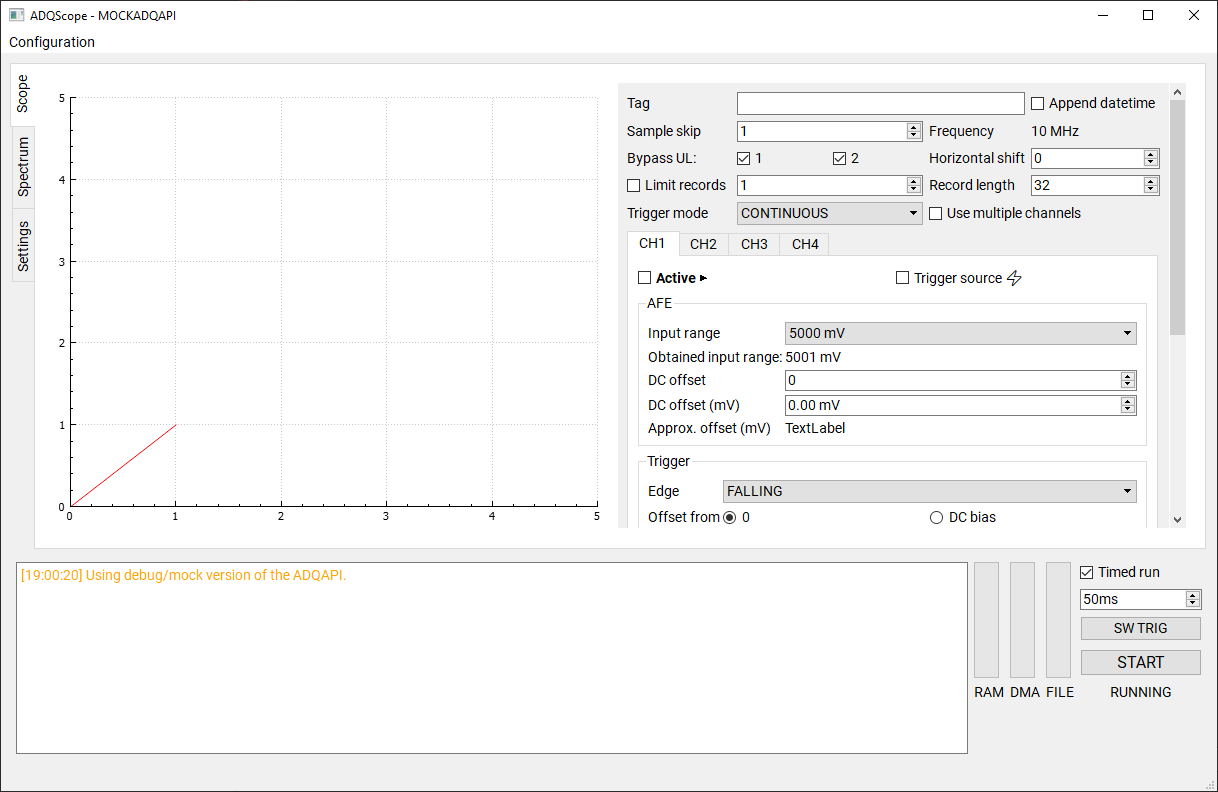 ADQScope - MOCKADQAPI
Configuration
Scope
Spectrum
Settings
5
4
3
2
1
0
0 1 2 3 4 5
Tag Append datetime
Sample skip 1 Frequency 10 MHz
Bypass UL: 1 2 Horizontal shift 0
Limit records 1 Record length 32
Trigger mode CONTINUOUS Use multiple channels
CH1 CH2 CH3 CH4
Active Trigger source
AFE
Input range 5000 mV
Obtained input range: 5001 mV
DC offset 0
DC offset (mV) 0.00 mV
Approx. offset (mV) TextLabel
Trigger
Edge FALLING
Offset from 0 DC bias
[19:00:20] Using debug/mock version of the ADQAPI.
Timed run
50ms
SW TRIG
START
RAM DMA FILE RUNNING